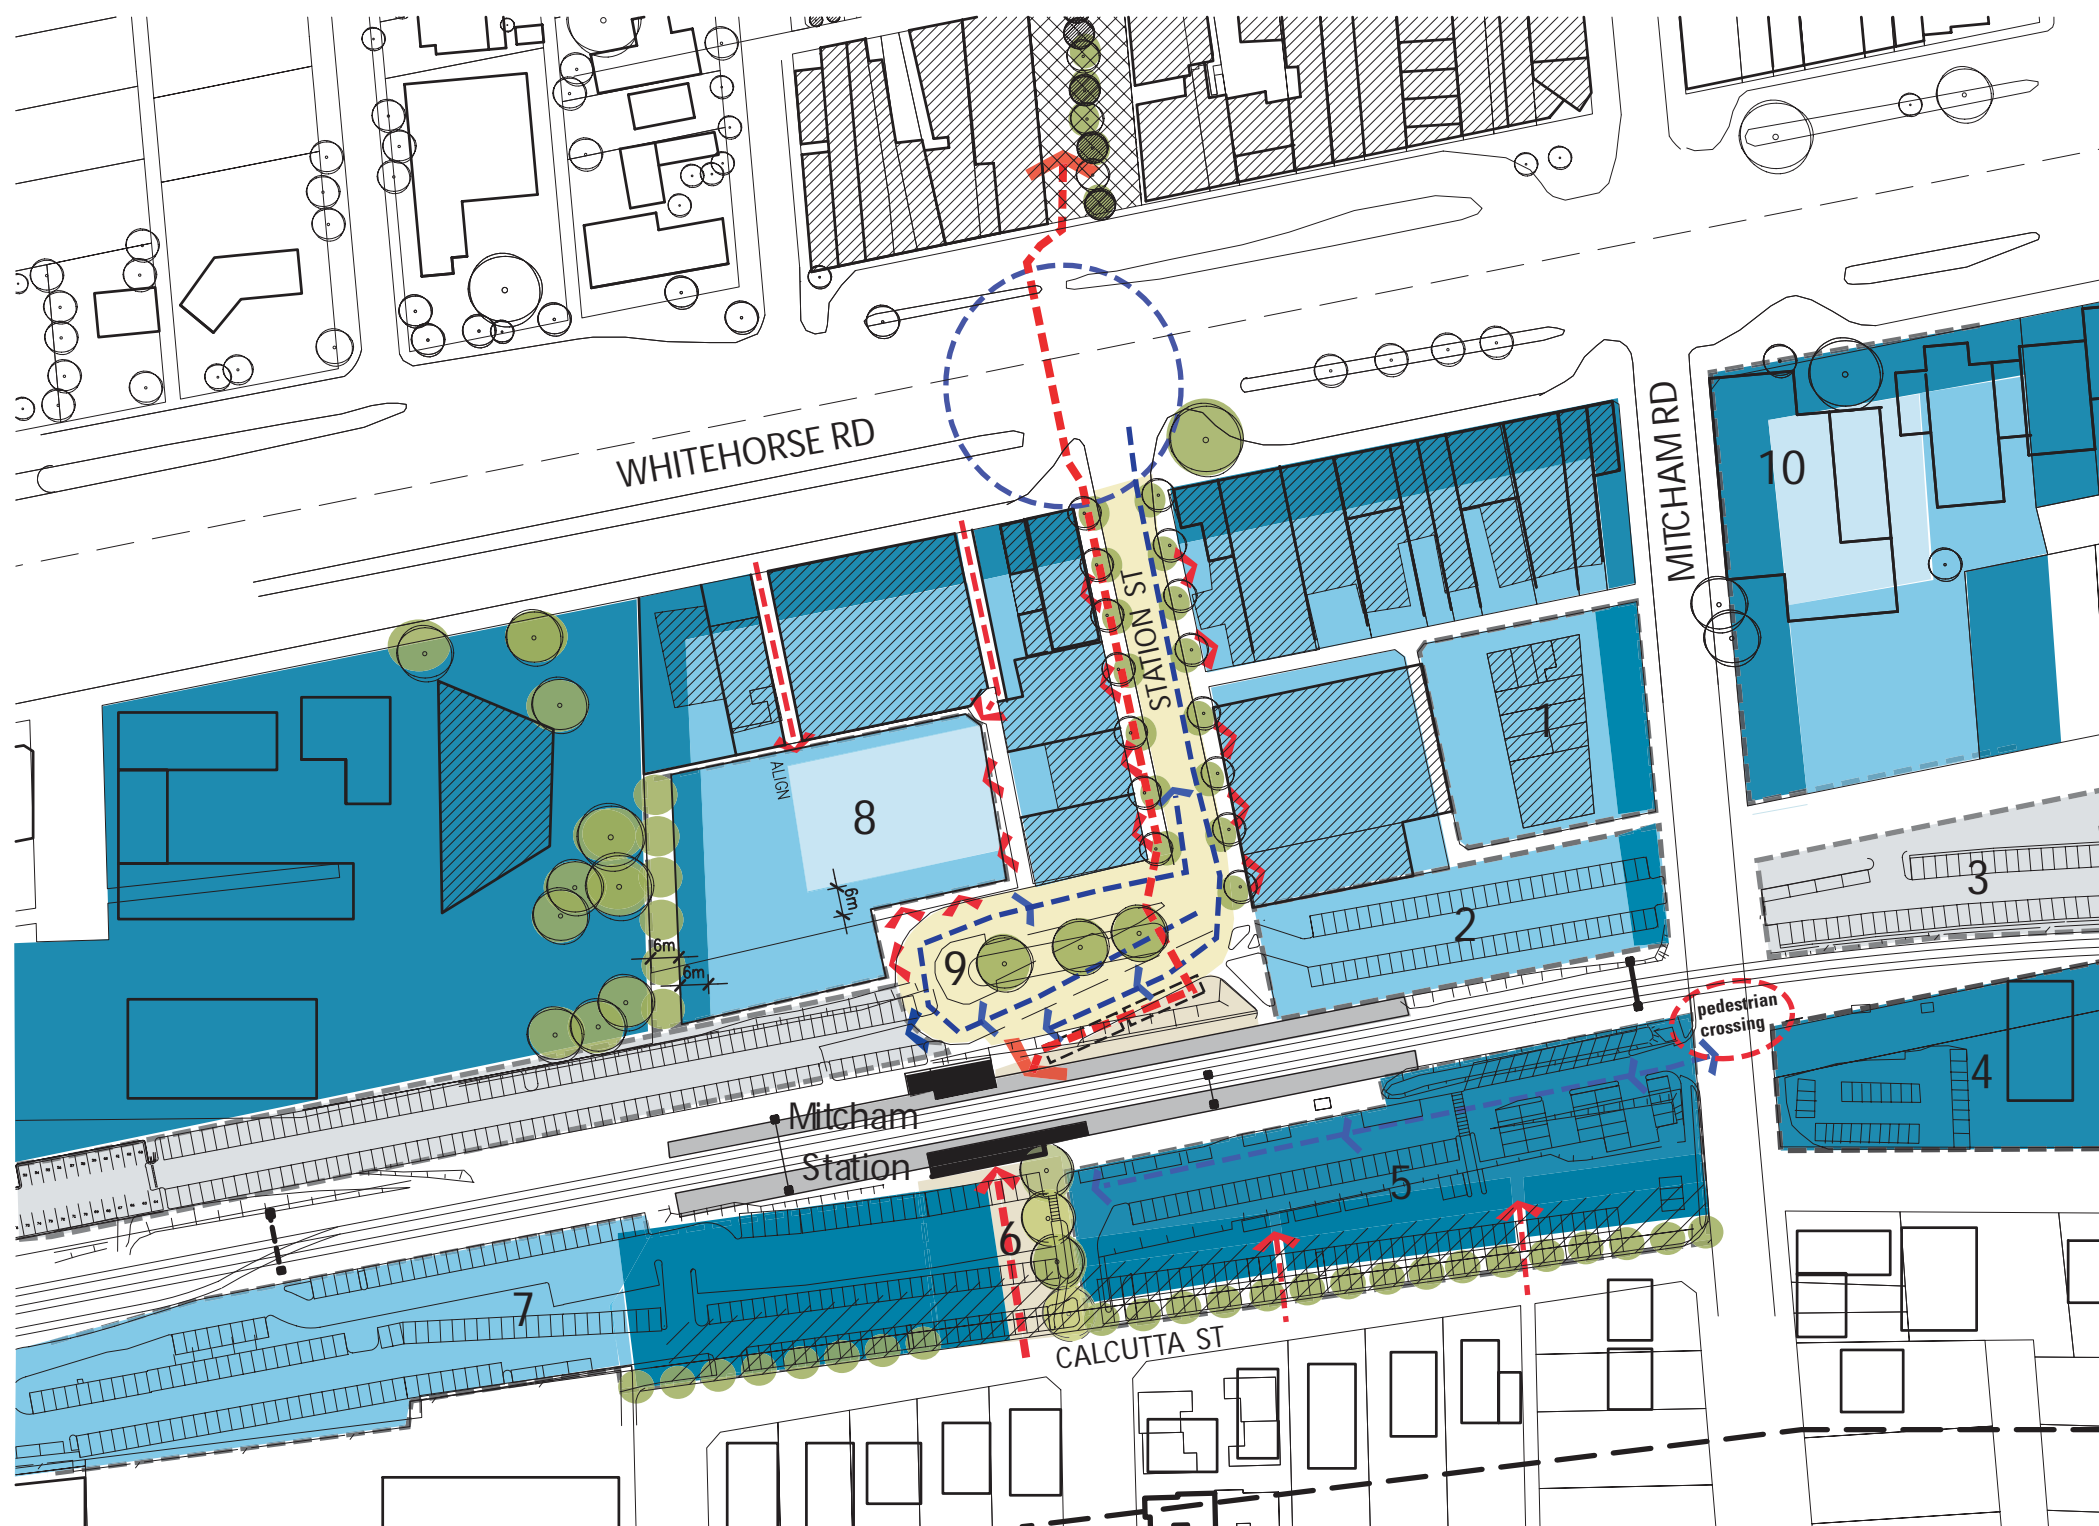 WHITEHORSE RD
MITCHAM RD
10
STATION ST
1
ALIGN
8
6m
3
2
9
6m
6m
pedestrian
crossing
4
Mitcham
Station
5
6
7
CALCUTTA ST